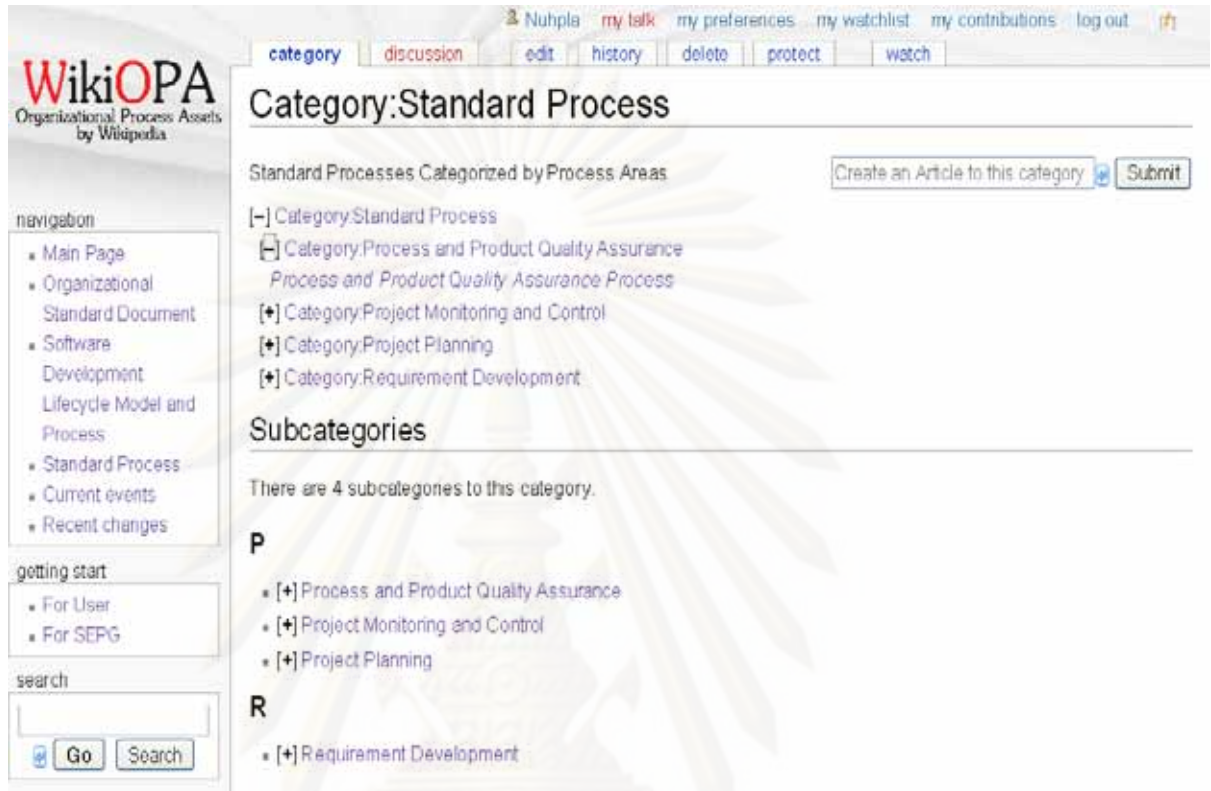 Nuhpla my talk my preferences my watchlist my contributions log out
category discussion edit history delete protect watch
WikiOPA
Organizational Process Assets
by Wikipedia
Category:Standard Process
Standard Processes Categorized by Process Areas
Create an Article to this category Submit
[−] Category:Standard Process
[−] Category:Process and Product Quality Assurance
Process and Product Quality Assurance Process
[+] Category:Project Monitoring and Control
[+] Category:Project Planning
[+] Category:Requirement Development
Subcategories
There are 4 subcategories to this category.
P
[+] Process and Product Quality Assurance
[+] Project Monitoring and Control
[+] Project Planning
R
[+] Requirement Development
navigation
Main Page
Organizational
Standard Document
Software
Development
Lifecycle Model and
Process
Standard Process
Current events
Recent changes
getting start
For User
For SEPG
search
Go Search